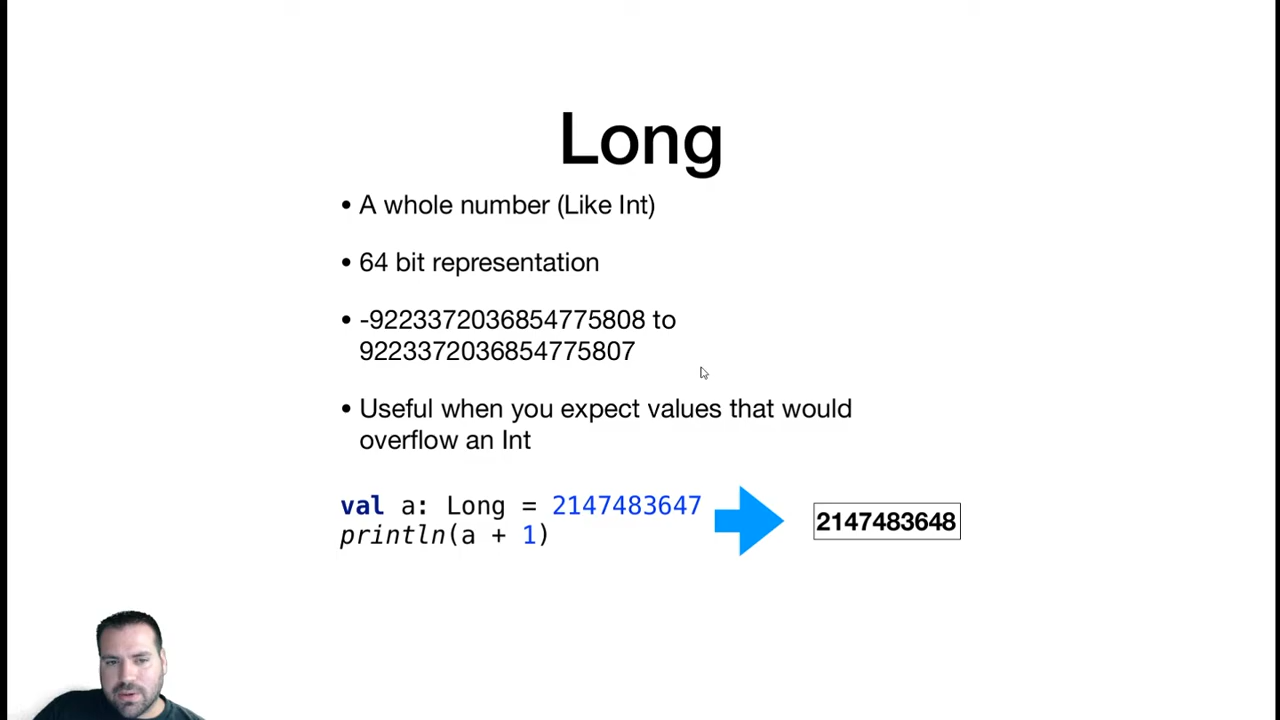 Long
• A whole number (Like Int)
• 64 bit representation
• -9223372036854775808 to
9223372036854775807
• Useful when you expect values that would
overflow an Int
val a: Long = 2147483647
println(a + 1)
2147483648